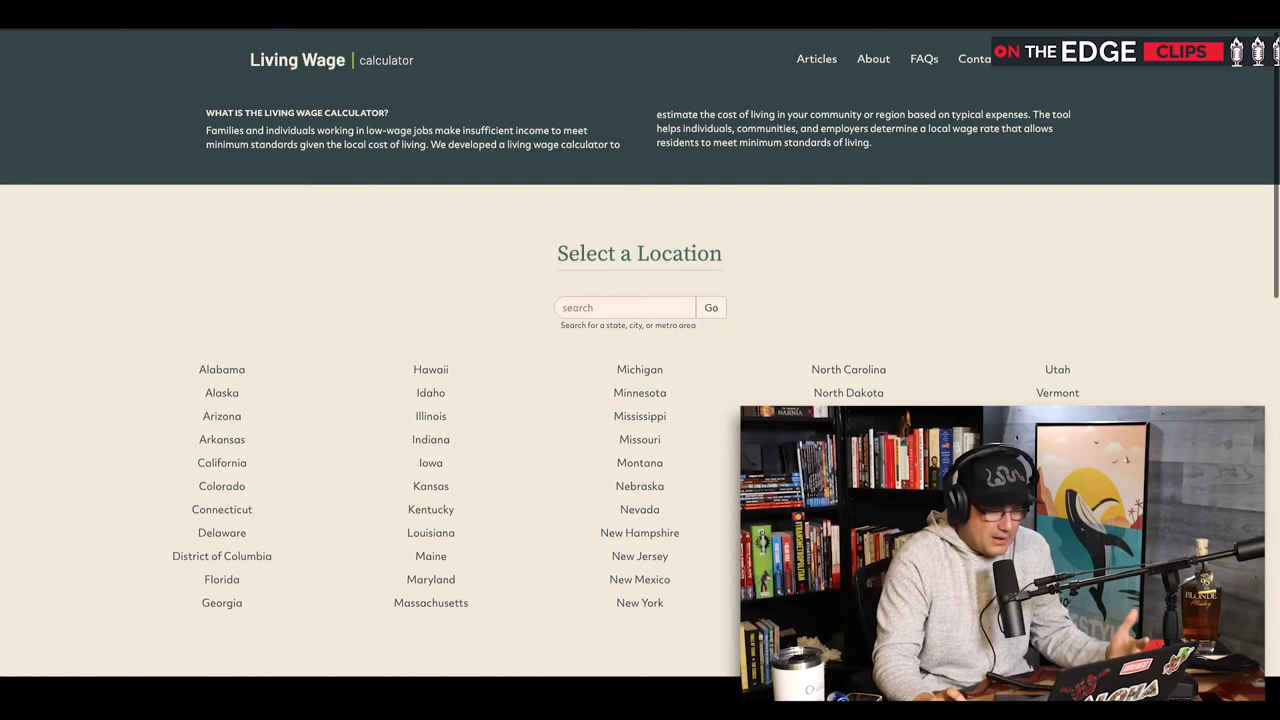 Living Wage | calculator
Articles About FAQs Conta
ON THE EDGE CLIPS
WHAT IS THE LIVING WAGE CALCULATOR?
Families and individuals working in low-wage jobs make insufficient income to meet
minimum standards given the local cost of living. We developed a living wage calculator to
estimate the cost of living in your community or region based on typical expenses. The tool
helps individuals, communities, and employers determine a local wage rate that allows
residents to meet minimum standards of living.
Select a Location
search Go
Search for a state, city, or metro area
Alabama
Alaska
Arizona
Arkansas
California
Colorado
Connecticut
Delaware
District of Columbia
Florida
Georgia
Hawaii
Idaho
Illinois
Indiana
Iowa
Kansas
Kentucky
Louisiana
Maine
Maryland
Massachusetts
Michigan
Minnesota
Mississippi
Missouri
Montana
Nebraska
Nevada
New Hampshire
New Jersey
New Mexico
New York
North Carolina
North Dakota
Utah
Vermont
NARNIA
TRANSMETROPOLITAN
BLONDE
ALOHA